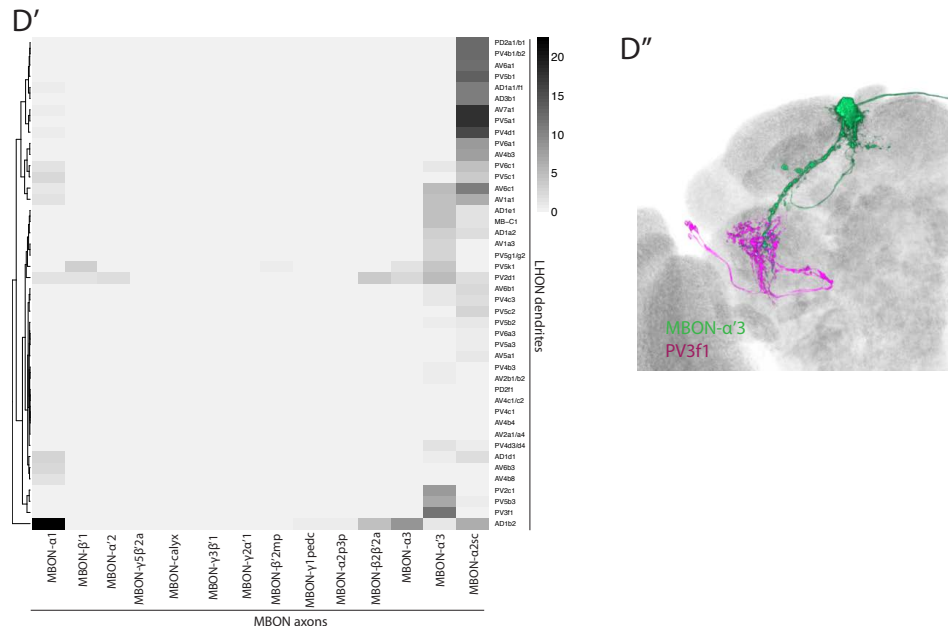 D′
D″
20
15
10
5
0
PD2a1/b1
PV4b1/b2
AV6a1
PV5b1
AD1a1/f1
AD3b1
AV7a1
PV5a1
PV4d1
PV6a1
AV4b3
PV6c1
PV5c1
AV6c1
AV1a1
AD1e1
MB−C1
AD1a2
AV1a3
PV5g1/g2
PV5k1
PV2d1
AV6b1
PV4c3
PV5c2
PV5b2
PV6a3
PV5a3
AV5a1
PV4b3
AV2b1/b2
PD2f1
AV4c1/c2
PV4c1
AV4b4
AV2a1/a4
PV4d3/d4
AD1d1
AV6b3
AV4b8
PV2c1
PV5b3
PV3f1
AD1b2
LHON dendrites
MBON-α1
MBON-β′1
MBON-α′2
MBON-γ5β′2a
MBON-calyx
MBON-γ3β′1
MBON-γ2α′1
MBON-β′2mp
MBON-γ1pedc
MBON-α2p3p
MBON-β2β′2a
MBON-α3
MBON-α′3
MBON-α2sc
MBON axons
MBON-α′3
PV3f1